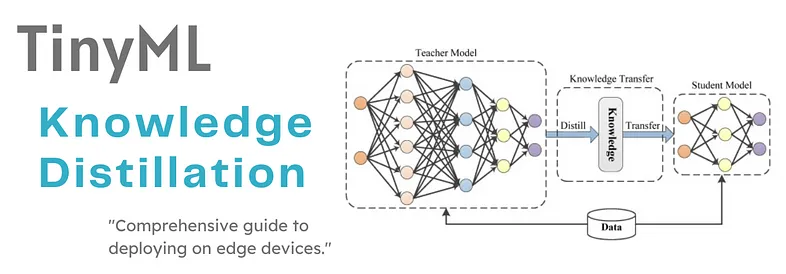 TinyML
Knowledge
Distillation
"Comprehensive guide to
deploying on edge devices."
Teacher Model
Knowledge Transfer
Student Model
Distill
Knowledge
Transfer
Data